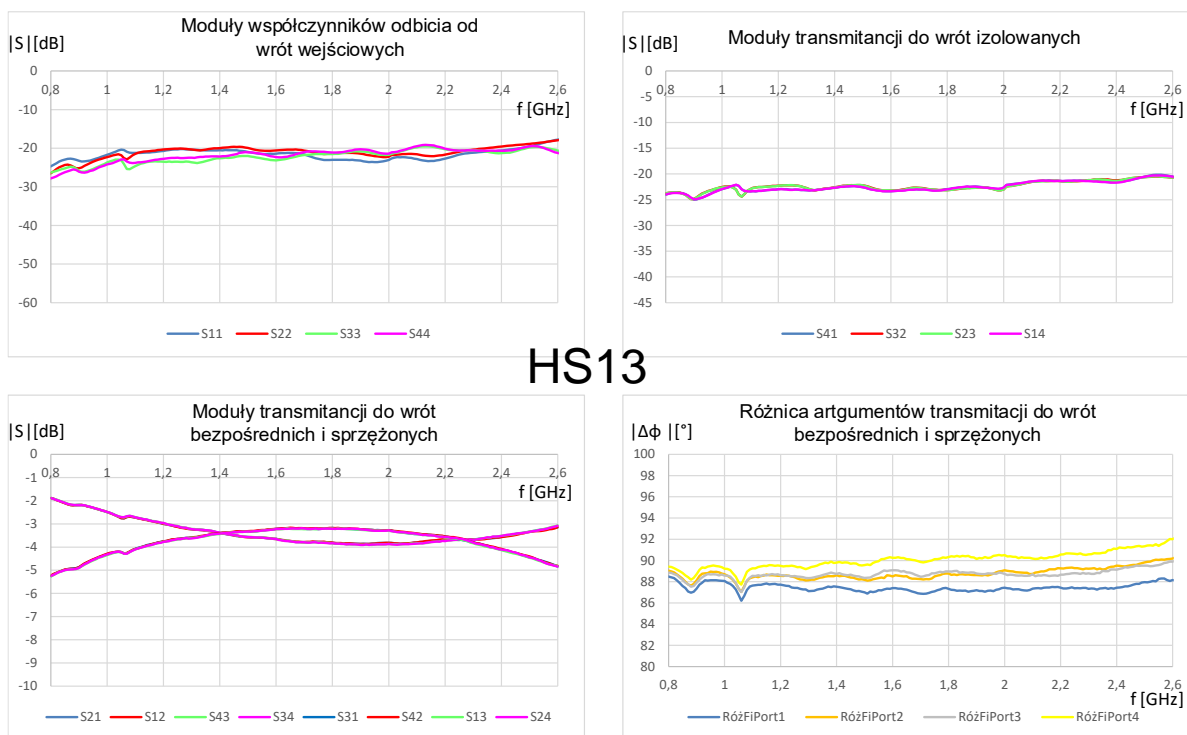 Moduły współczynników odbicia od
wrót wejściowych
|S|[dB]
0
-10
-20
-30
-40
-50
-60
0,8 1 1,2 1,4 1,6 1,8 2 2,2 2,4 2,6
f [GHz]
S11 S22 S33 S44
Moduły transmitancji do wrót izolowanych
|S|[dB]
0
-5
-10
-15
-20
-25
-30
-35
-40
-45
0,8 1 1,2 1,4 1,6 1,8 2 2,2 2,4 2,6
f [GHz]
S41 S32 S23 S14
HS13
Moduły transmitancji do wrót
bezpośrednich i sprzężonych
|S|[dB]
0
-1
-2
-3
-4
-5
-6
-7
-8
-9
-10
0,8 1 1,2 1,4 1,6 1,8 2 2,2 2,4 2,6
f [GHz]
S21 S12 S43 S34 S31 S42 S13 S24
Różnica artgumentów transmitacji do wrót
bezpośrednich i sprzężonych
|Δφ |[°]
100
98
96
94
92
90
88
86
84
82
80
0,8 1 1,2 1,4 1,6 1,8 2 2,2 2,4 2,6
f [GHz]
RóżFiPort1 RóżFiPort2 RóżFiPort3 RóżFiPort4